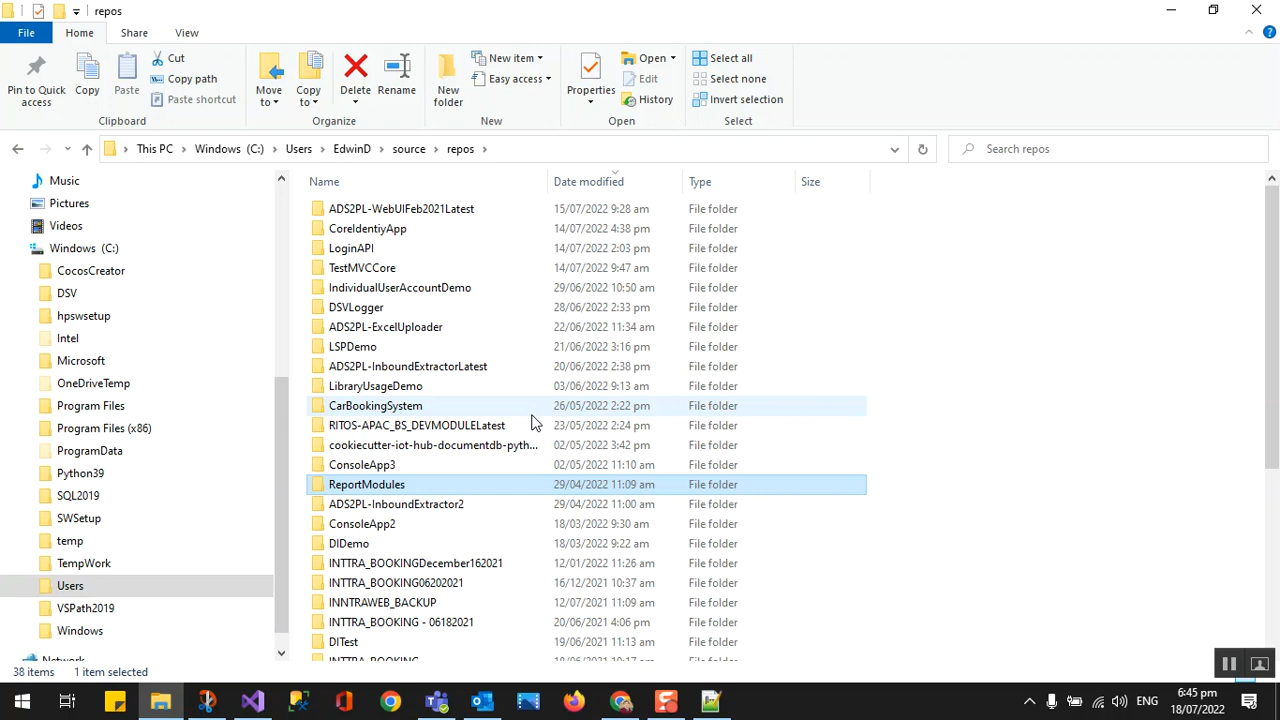 repos
File Home Share View
Pin to Quick access
Copy
Paste
Cut
Copy path
Paste shortcut
Clipboard
Move to
Copy to
Delete
Rename
Organize
New folder
New item
Easy access
New
Properties
Open
Edit
History
Open
Select all
Select none
Invert selection
Select
This PC Windows (C:) Users EdwinD source repos
Search repos
Music
Pictures
Videos
Windows (C:)
CocosCreator
DSV
hpswsetup
Intel
Microsoft
OneDriveTemp
Program Files
Program Files (x86)
ProgramData
Python39
SQL2019
SWSetup
temp
TempWork
Users
VSPath2019
Windows
Network
Name Date modified Type Size
ADS2PL-WebUIFeb2021Latest 15/07/2022 9:28 am File folder
CoreIdentiyApp 14/07/2022 4:38 pm File folder
LoginAPI 14/07/2022 2:03 pm File folder
TestMVCCore 14/07/2022 9:47 am File folder
IndividualUserAccountDemo 29/06/2022 10:50 am File folder
DSVLogger 28/06/2022 2:33 pm File folder
ADS2PL-ExcelUploader 22/06/2022 11:34 am File folder
LSPDemo 21/06/2022 3:16 pm File folder
ADS2PL-InboundExtractorLatest 20/06/2022 2:38 pm File folder
LibraryUsageDemo 03/06/2022 9:13 am File folder
CarBookingSystem 26/05/2022 2:22 pm File folder
RITOS-APAC_BS_DEVMODULELatest 23/05/2022 2:24 pm File folder
cookiecutter-iot-hub-documentdb-pyth... 02/05/2022 3:42 pm File folder
ConsoleApp3 02/05/2022 11:10 am File folder
ReportModules 29/04/2022 11:09 am File folder
ADS2PL-InboundExtractor2 29/04/2022 11:00 am File folder
ConsoleApp2 18/03/2022 9:30 am File folder
DIDemo 18/03/2022 9:22 am File folder
INTTRA_BOOKINGDecember162021 12/01/2022 11:26 am File folder
INTTRA_BOOKING06202021 16/12/2021 10:37 am File folder
INNTRAWEB_BACKUP 12/07/2021 11:09 am File folder
INTTRA_BOOKING - 06182021 20/06/2021 4:06 pm File folder
DITest 19/06/2021 11:13 am File folder
INTTRA_BOOKING 18/06/2021 10:17 am File folder
38 items 1 item selected
ENG
6:45 pm
18/07/2022